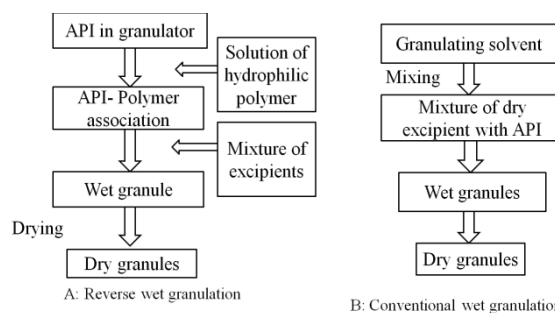 API in granulator
Solution of
hydrophilic
polymer
API- Polymer
association
Mixture of
excipients
Wet granule
Drying
Dry granules
A: Reverse wet granulation
Granulating solvent
Mixing
Mixture of dry
excipient with API
Wet granules
Dry granules
B: Conventional wet granulation